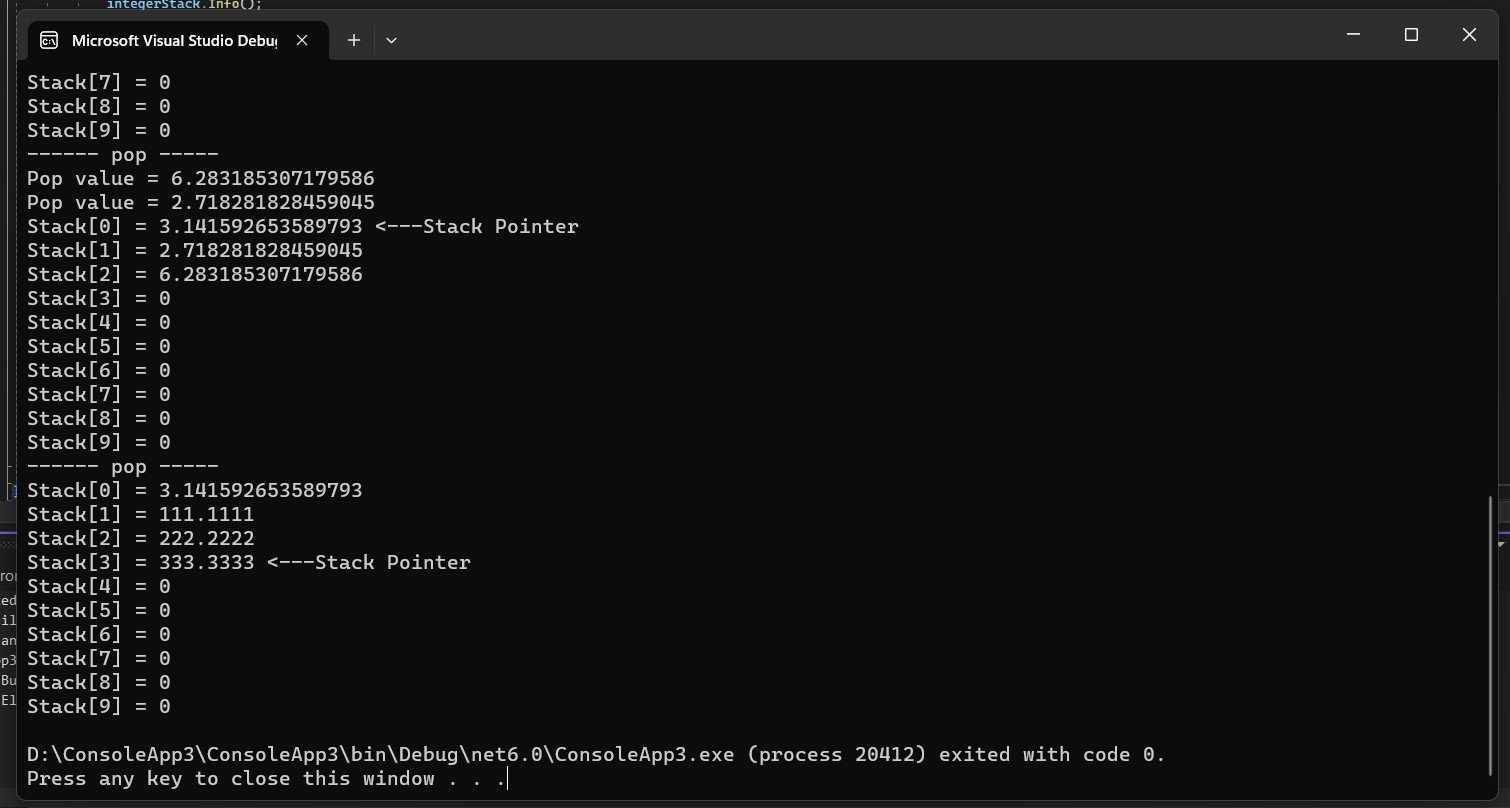 integerStack.Info();
Microsoft Visual Studio Debu
Stack[7] = 0
Stack[8] = 0
Stack[9] = 0
------ pop -----
Pop value = 6.283185307179586
Pop value = 2.718281828459045
Stack[0] = 3.141592653589793 <---Stack Pointer
Stack[1] = 2.718281828459045
Stack[2] = 6.283185307179586
Stack[3] = 0
Stack[4] = 0
Stack[5] = 0
Stack[6] = 0
Stack[7] = 0
Stack[8] = 0
Stack[9] = 0
------ pop -----
Stack[0] = 3.141592653589793
Stack[1] = 111.1111
Stack[2] = 222.2222
Stack[3] = 333.3333 <---Stack Pointer
Stack[4] = 0
Stack[5] = 0
Stack[6] = 0
Stack[7] = 0
Stack[8] = 0
Stack[9] = 0
D:\ConsoleApp3\ConsoleApp3\bin\Debug\net6.0\ConsoleApp3.exe (process 20412) exited with code 0.
Press any key to close this window . . .